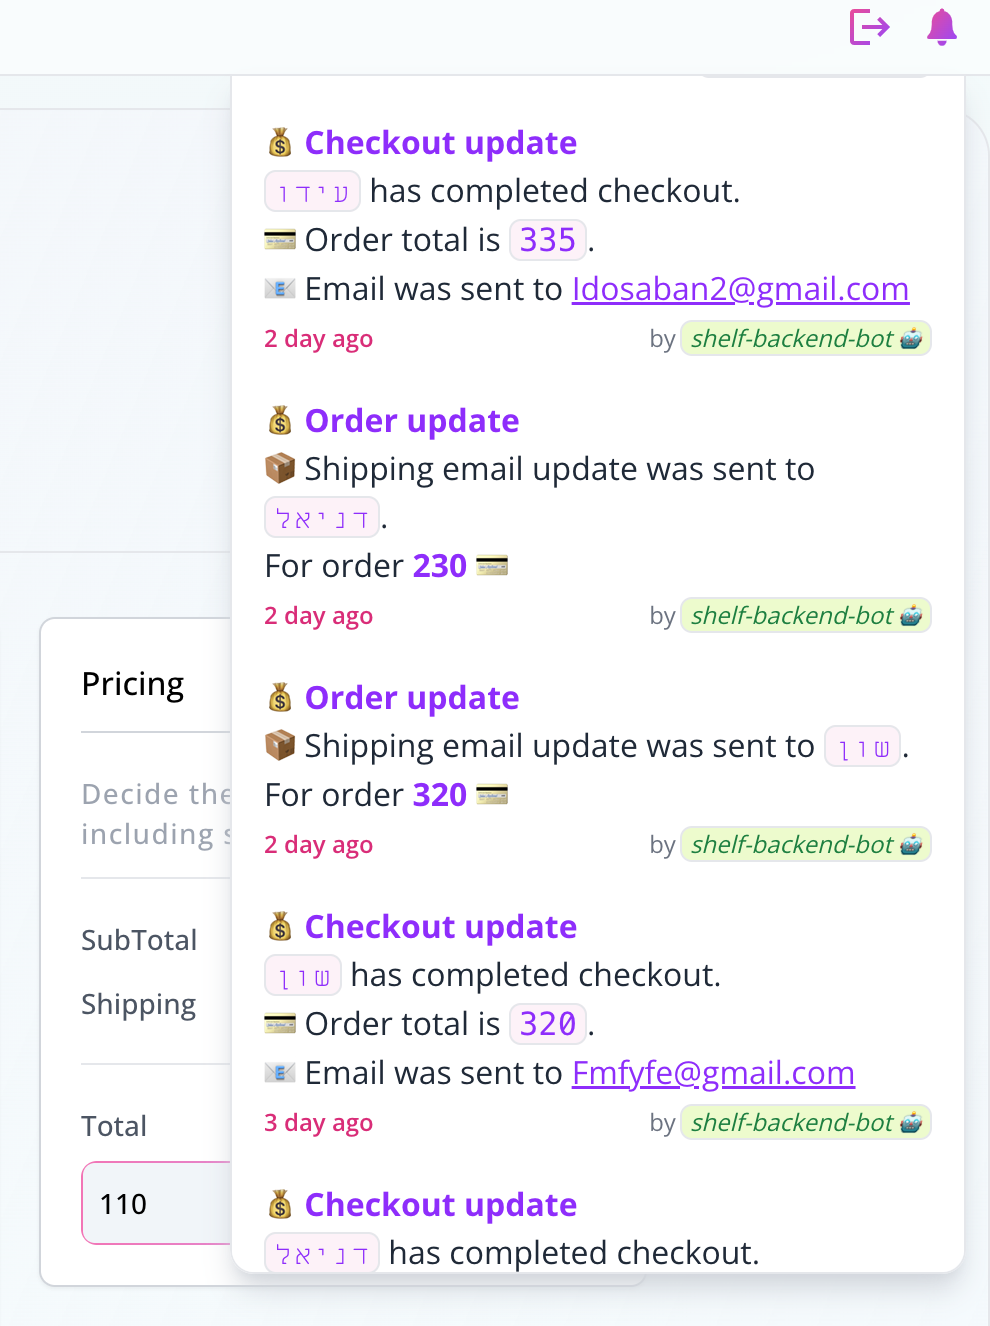 💰 Checkout update
עידו has completed checkout.
💳 Order total is 335.
📧 Email was sent to Idosaban2@gmail.com
2 day ago by shelf-backend-bot 🤖
💰 Order update
📦 Shipping email update was sent to
דניאל.
For order 230 💳
2 day ago by shelf-backend-bot 🤖
💰 Order update
📦 Shipping email update was sent to שון.
For order 320 💳
2 day ago by shelf-backend-bot 🤖
💰 Checkout update
שון has completed checkout.
💳 Order total is 320.
📧 Email was sent to Fmfyfe@gmail.com
3 day ago by shelf-backend-bot 🤖
💰 Checkout update
דניאל has completed checkout.
Pricing
Decide the
including s
SubTotal
Shipping
Total
110